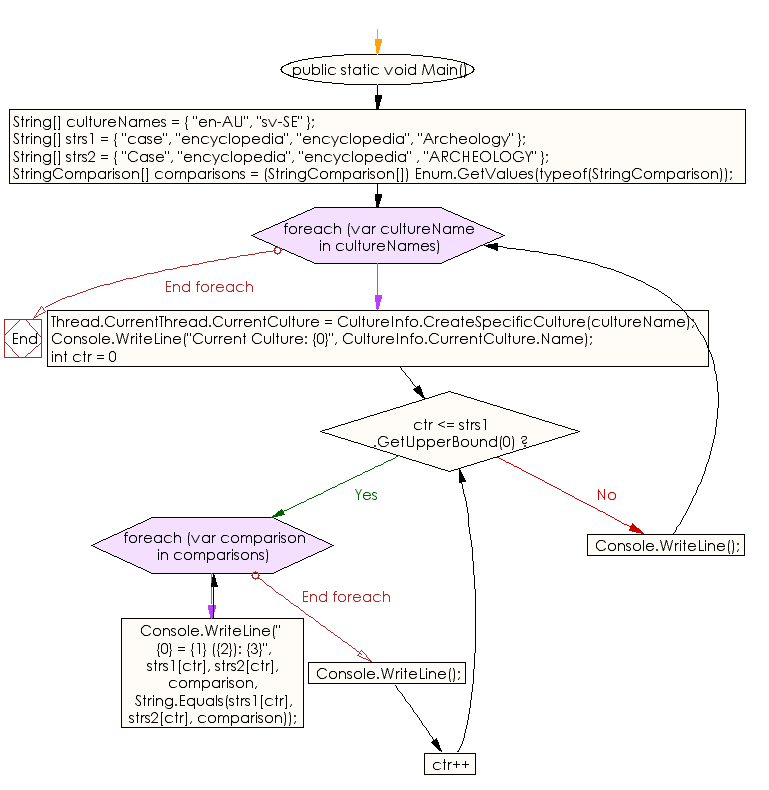 public static void Main()
String[] cultureNames = { "en-AU", "sv-SE" };
String[] strs1 = { "case", "encyclopedia", "encyclopedia", "Archeology" };
String[] strs2 = { "Case", "encyclopedia", "encyclopedia" , "ARCHEOLOGY" };
StringComparison[] comparisons = (StringComparison[]) Enum.GetValues(typeof(StringComparison));
foreach (var cultureName
in cultureNames)
End foreach
End
Thread.CurrentThread.CurrentCulture = CultureInfo.CreateSpecificCulture(cultureName);
Console.WriteLine("Current Culture: {0}", CultureInfo.CurrentCulture.Name);
int ctr = 0
ctr <= strs1
.GetUpperBound(0) ?
Yes
No
foreach (var comparison
in comparisons)
Console.WriteLine();
End foreach
Console.WriteLine("
{0} = {1} ({2}): {3}",
strs1[ctr], strs2[ctr],
comparison,
String.Equals(strs1[ctr],
strs2[ctr], comparison));
Console.WriteLine();
ctr++